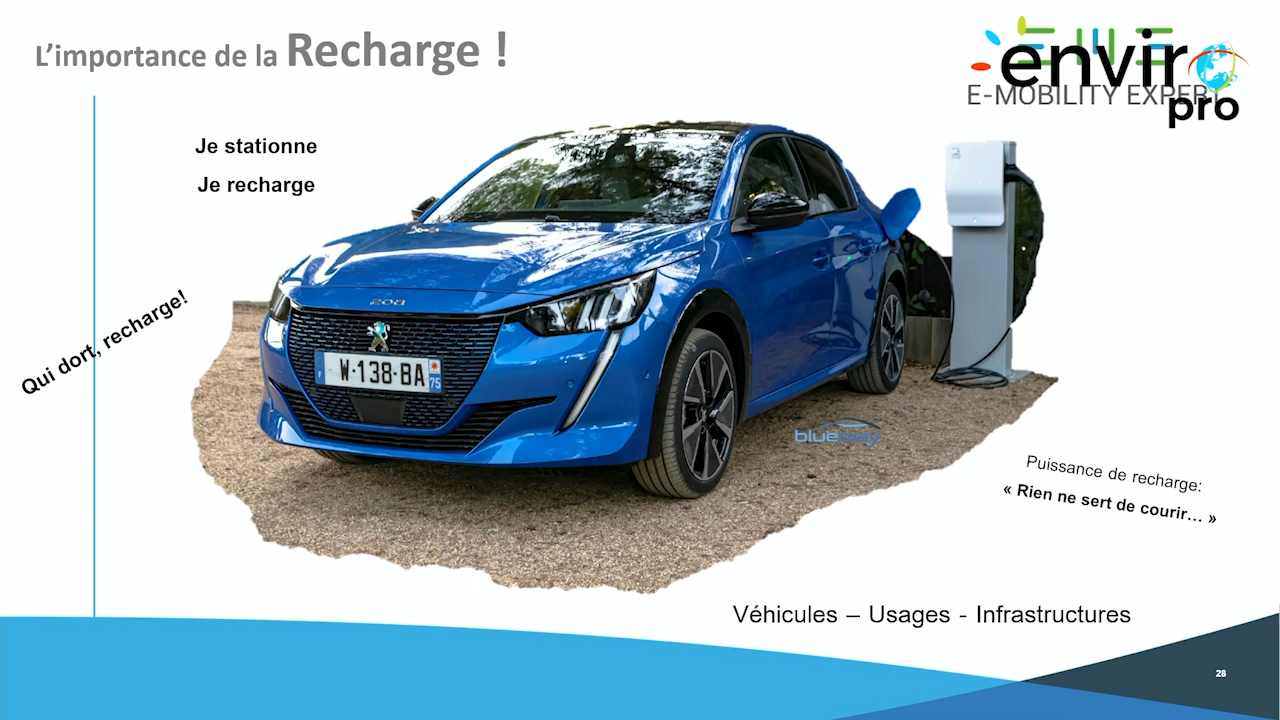 L'importance de la Recharge !
enviro
E-MOBILITY EXPERT
pro
Je stationne
Je recharge
Qui dort, recharge!
208
W-138-BA
F
75
Puissance de recharge:
« Rien ne sert de courir… »
Véhicules – Usages - Infrastructures
28